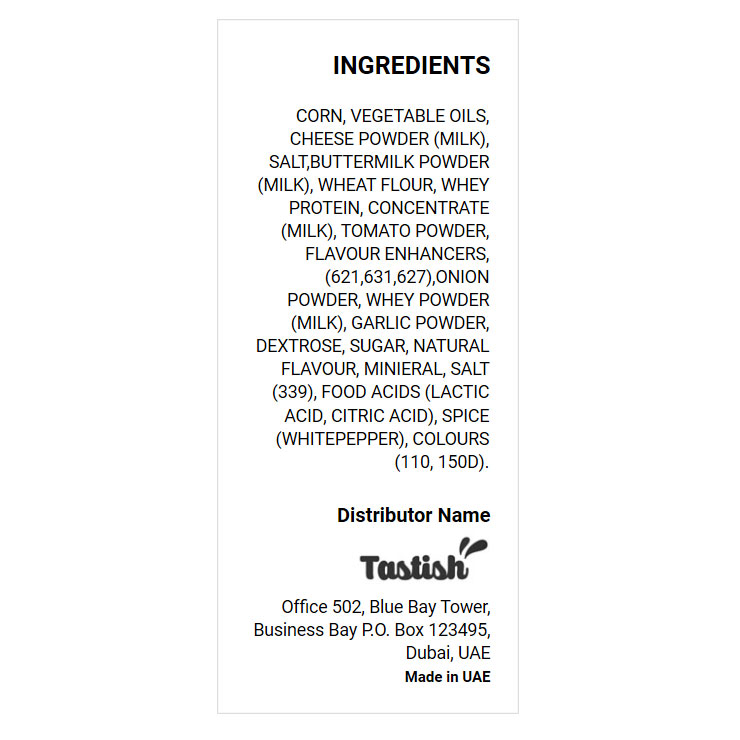 INGREDIENTS
CORN, VEGETABLE OILS,
CHEESE POWDER (MILK),
SALT,BUTTERMILK POWDER
(MILK), WHEAT FLOUR, WHEY
PROTEIN, CONCENTRATE
(MILK), TOMATO POWDER,
FLAVOUR ENHANCERS,
(621,631,627),ONION
POWDER, WHEY POWDER
(MILK), GARLIC POWDER,
DEXTROSE, SUGAR, NATURAL
FLAVOUR, MINIERAL, SALT
(339), FOOD ACIDS (LACTIC
ACID, CITRIC ACID), SPICE
(WHITEPEPPER), COLOURS
(110, 150D).
Distributor Name
Tastish
Office 502, Blue Bay Tower,
Business Bay P.O. Box 123495,
Dubai, UAE
Made in UAE